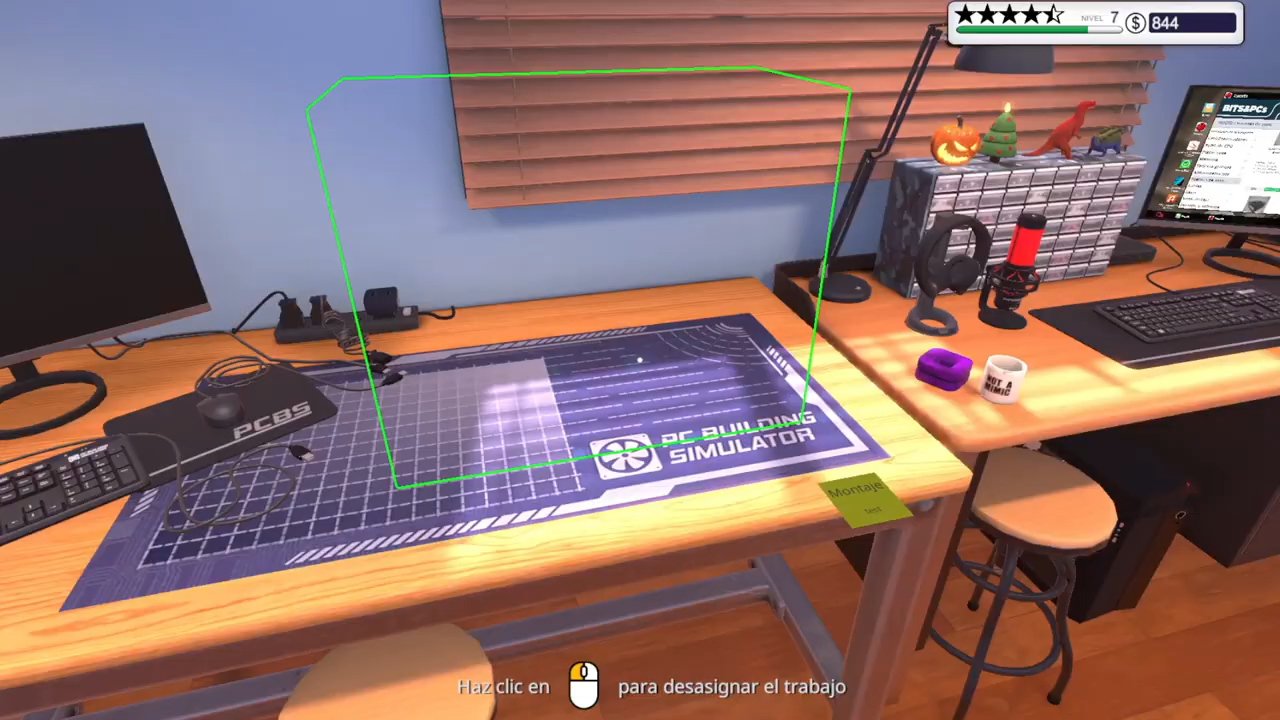 NIVEL 7
$ 844
BITS&PCs
PCBS
NOT A
MIMIC
PC BUILDING
SIMULATOR
Montaje
test
Haz clic en para desasignar el trabajo